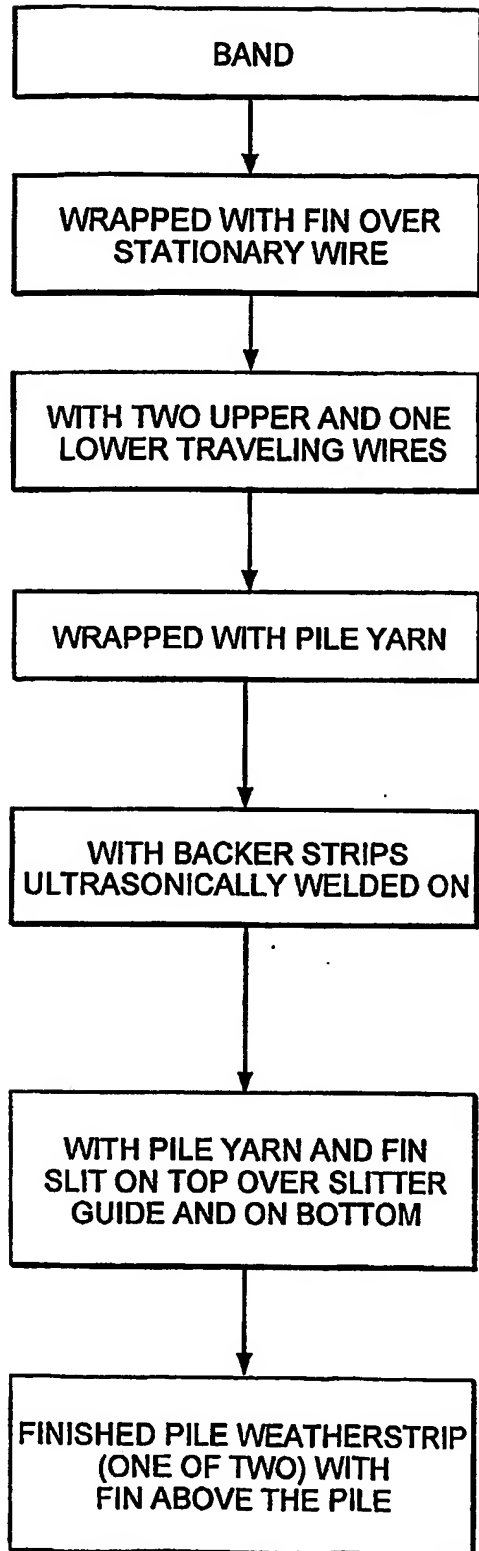 BAND
WRAPPED WITH FIN OVER
STATIONARY WIRE
WITH TWO UPPER AND ONE
LOWER TRAVELING WIRES
WRAPPED WITH PILE YARN
WITH BACKER STRIPS
ULTRASONICALLY WELDED ON
WITH PILE YARN AND FIN
SLIT ON TOP OVER SLITTER
GUIDE AND ON BOTTOM
FINISHED PILE WEATHERSTRIP
(ONE OF TWO) WITH
FIN ABOVE THE PILE